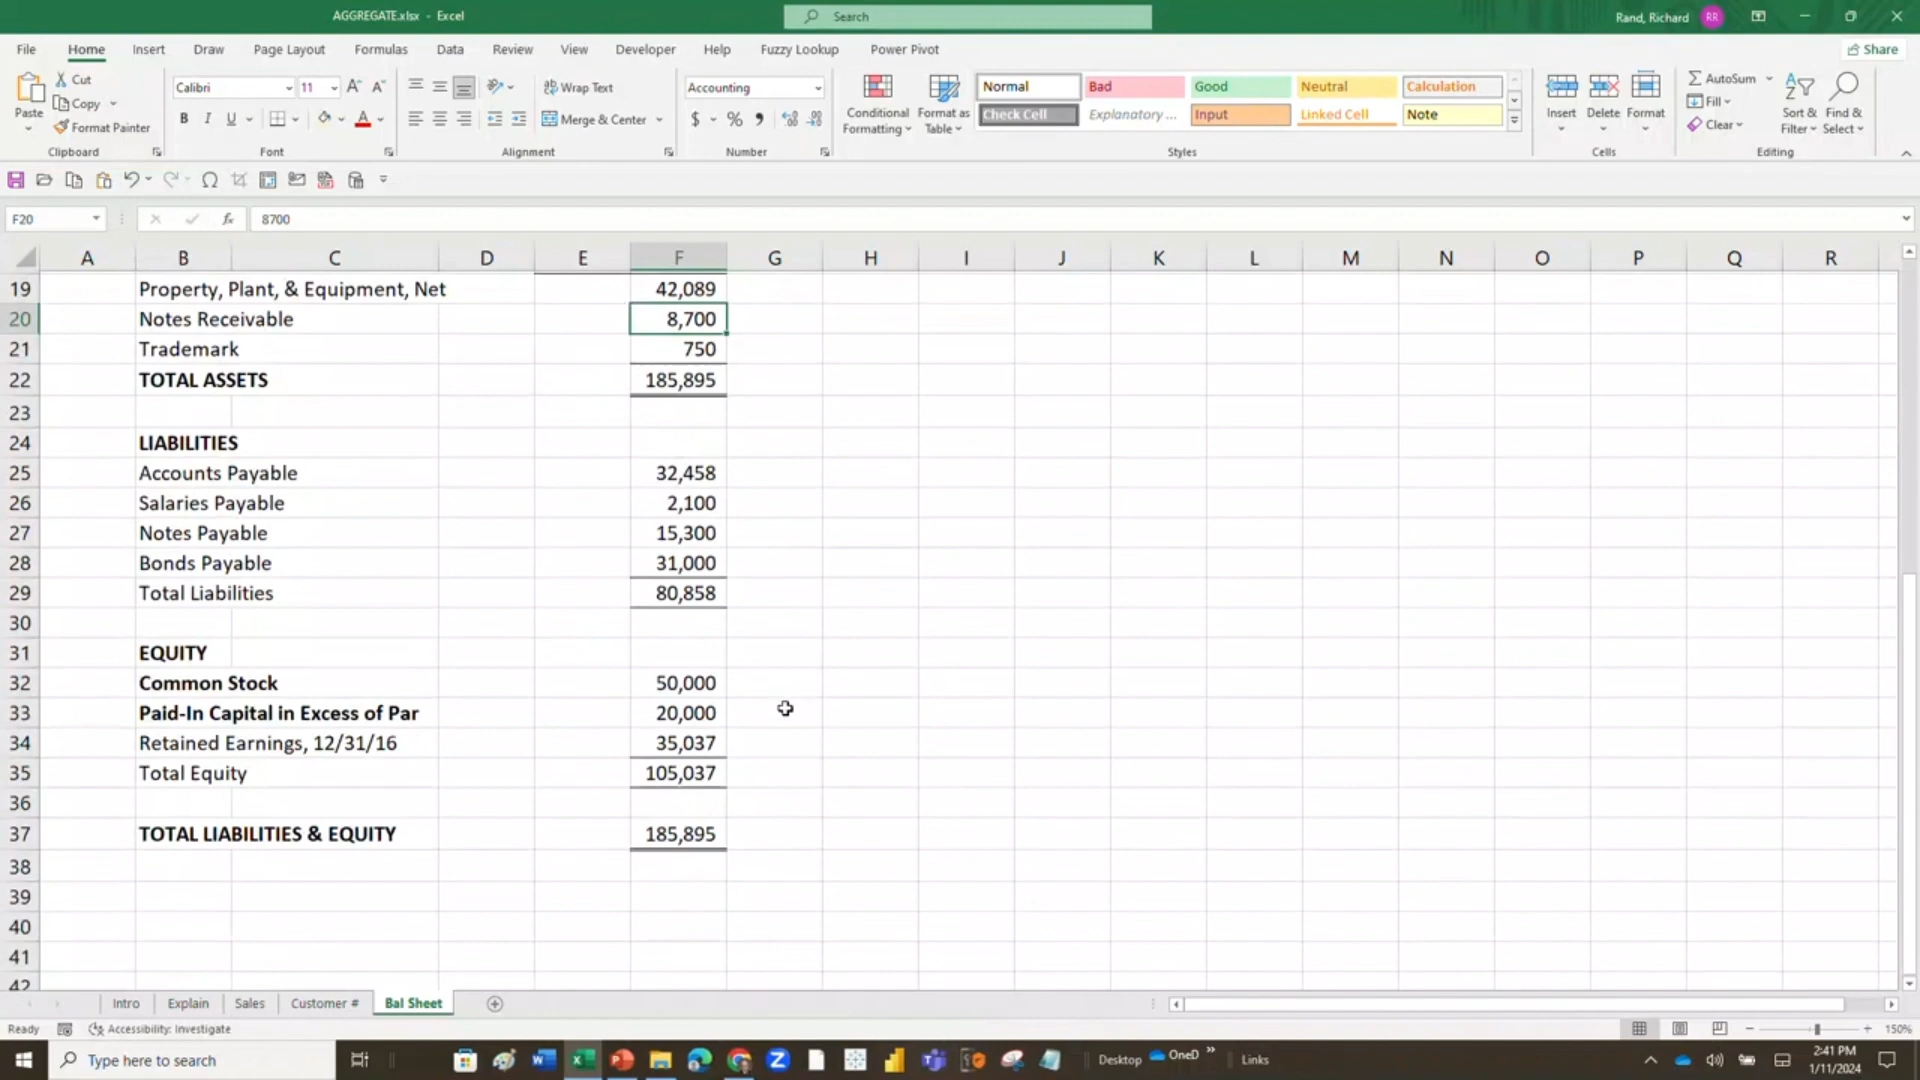 AGGREGATE.xlsx - Excel
Search
Rand, Richard RR
File Home Insert Draw Page Layout Formulas Data Review View Developer Help Fuzzy Lookup Power Pivot Share
Paste Cut Copy Format Painter
Calibri 11
Wrap Text Merge & Center
Accounting
Conditional Formatting Format as Table
Normal Bad Good Neutral Calculation
Check Cell Explanatory ... Input Linked Cell Note
Insert Delete Format
AutoSum Fill Clear Sort & Filter Find & Select
Clipboard Font Alignment Number Styles Cells Editing
F20 fx 8700
A B C D E F G H I J K L M N O P Q R
19 Property, Plant, & Equipment, Net 42,089
20 Notes Receivable 8,700
21 Trademark 750
22 TOTAL ASSETS 185,895
23
24 LIABILITIES
25 Accounts Payable 32,458
26 Salaries Payable 2,100
27 Notes Payable 15,300
28 Bonds Payable 31,000
29 Total Liabilities 80,858
30
31 EQUITY
32 Common Stock 50,000
33 Paid-In Capital in Excess of Par 20,000
34 Retained Earnings, 12/31/16 35,037
35 Total Equity 105,037
36
37 TOTAL LIABILITIES & EQUITY 185,895
38
39
40
41
42
Intro Explain Sales Customer # Bal Sheet
Ready Accessibility: Investigate 150%
Type here to search Desktop OneD Links
2:41 PM
1/11/2024